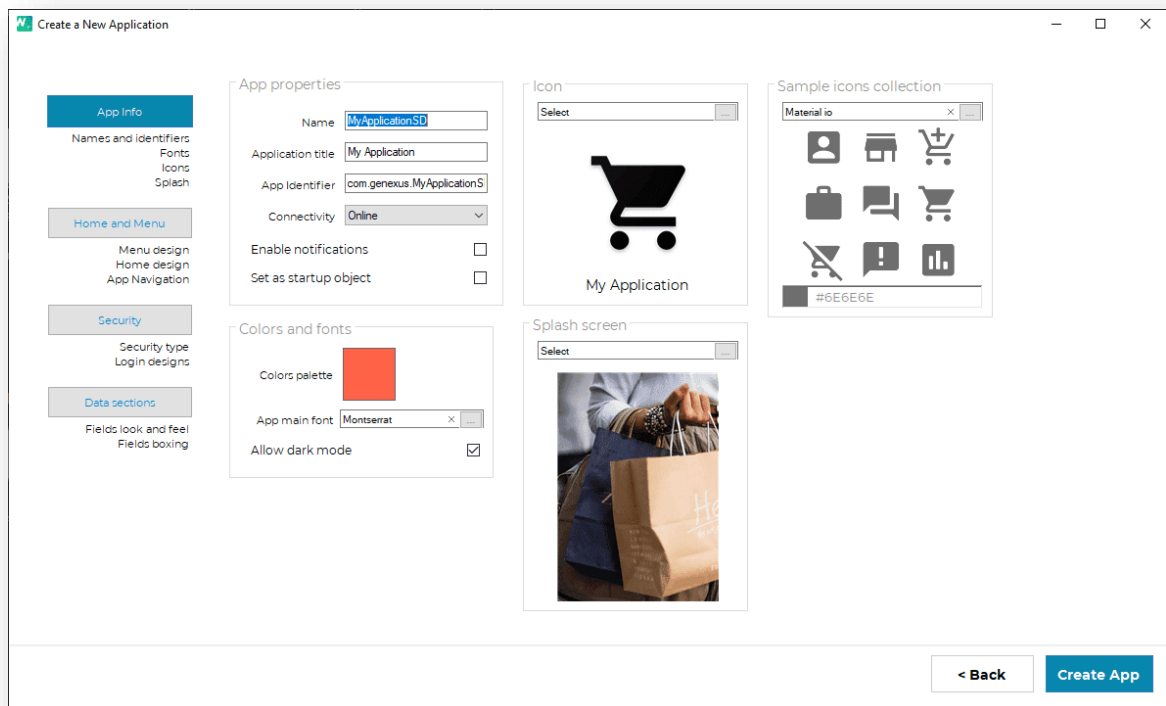 Create a New Application
App Info
Names and identifiers
Fonts
Icons
Splash
Home and Menu
Menu design
Home design
App Navigation
Security
Security type
Login designs
Data sections
Fields look and feel
Fields boxing
App properties
Name MyApplicationSD
Application title My Application
App Identifier com.genexus.MyApplicationS
Connectivity Online
Enable notifications
Set as startup object
Colors and fonts
Colors palette
App main font Montserrat × ...
Allow dark mode
Icon
Select ...
My Application
Splash screen
Select ...
Sample icons collection
Material io × ...
#6E6E6E
< Back
Create App